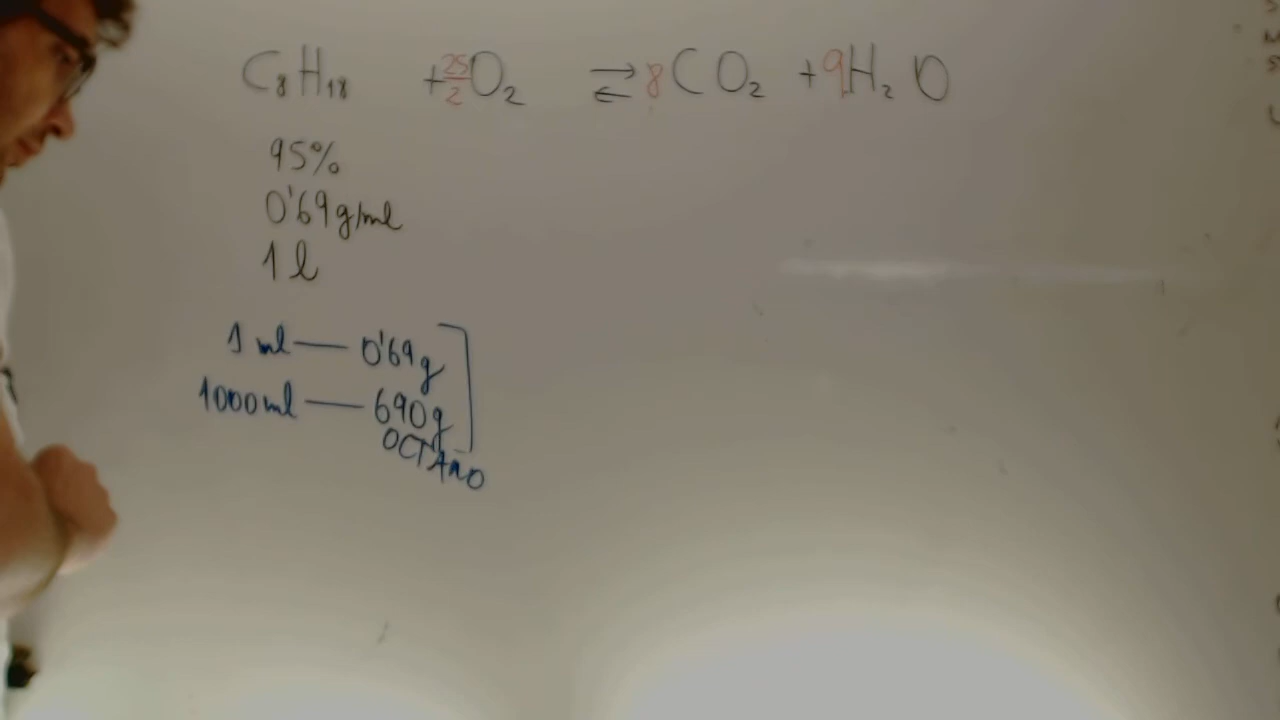 C₈H₁₈ + 25/2 O₂ ⇄ 8 CO₂ + 9 H₂O
95%
0'69 g/ml
1 l
1 ml — 0'69 g
1000 ml — 690 g
OCTANO